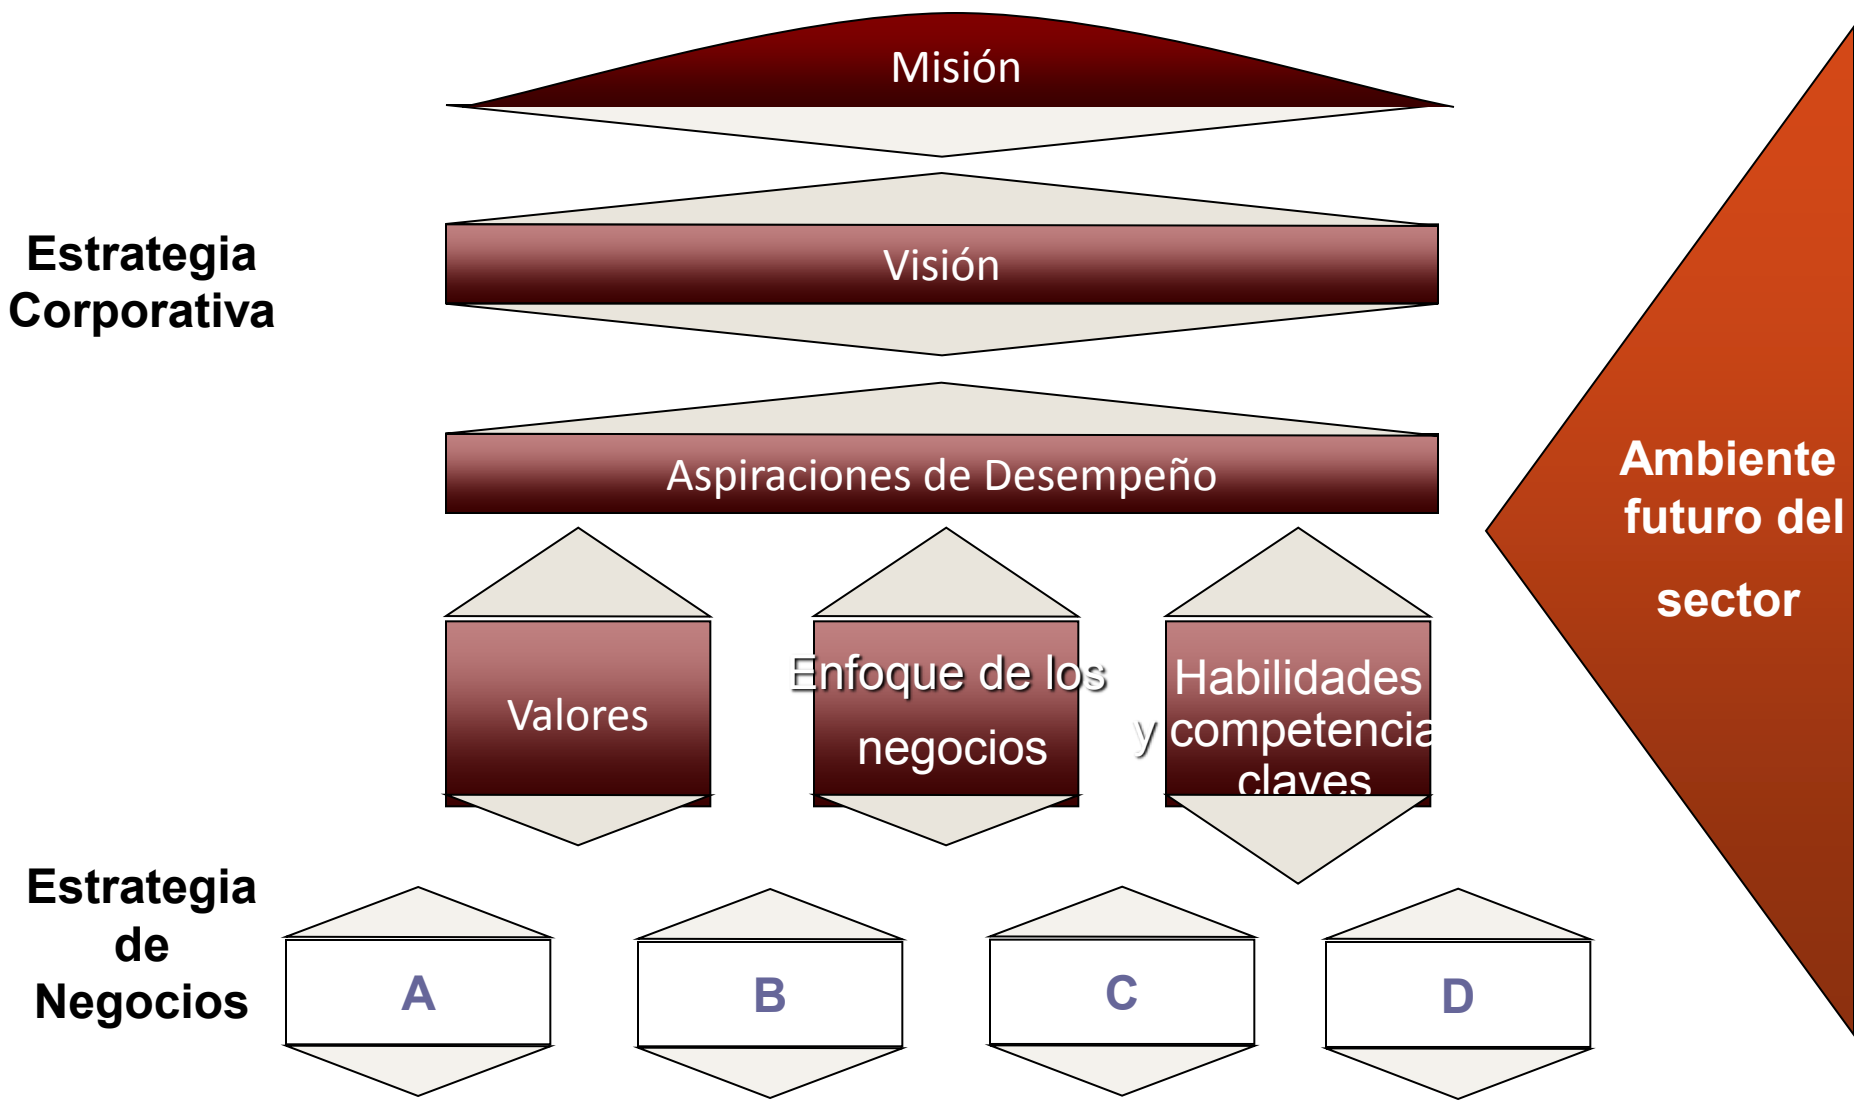 Misión
Estrategia
Corporativa
Visión
Aspiraciones de Desempeño
Ambiente
futuro del
sector
Valores
Enfoque de los
negocios
Habilidades
y competencia
claves
Estrategia
de
Negocios
A
B
C
D